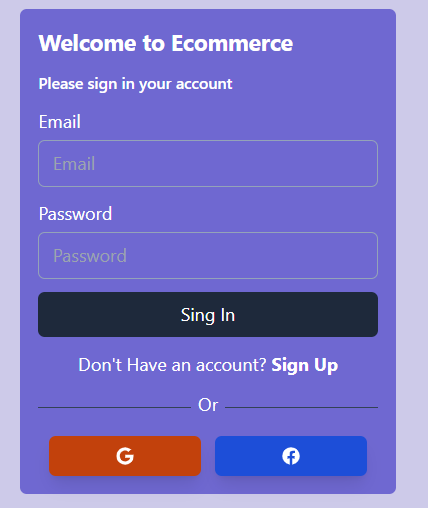 Welcome to Ecommerce
Please sign in your account
Email
Email
Password
Password
Sing In
Don't Have an account? Sign Up
Or